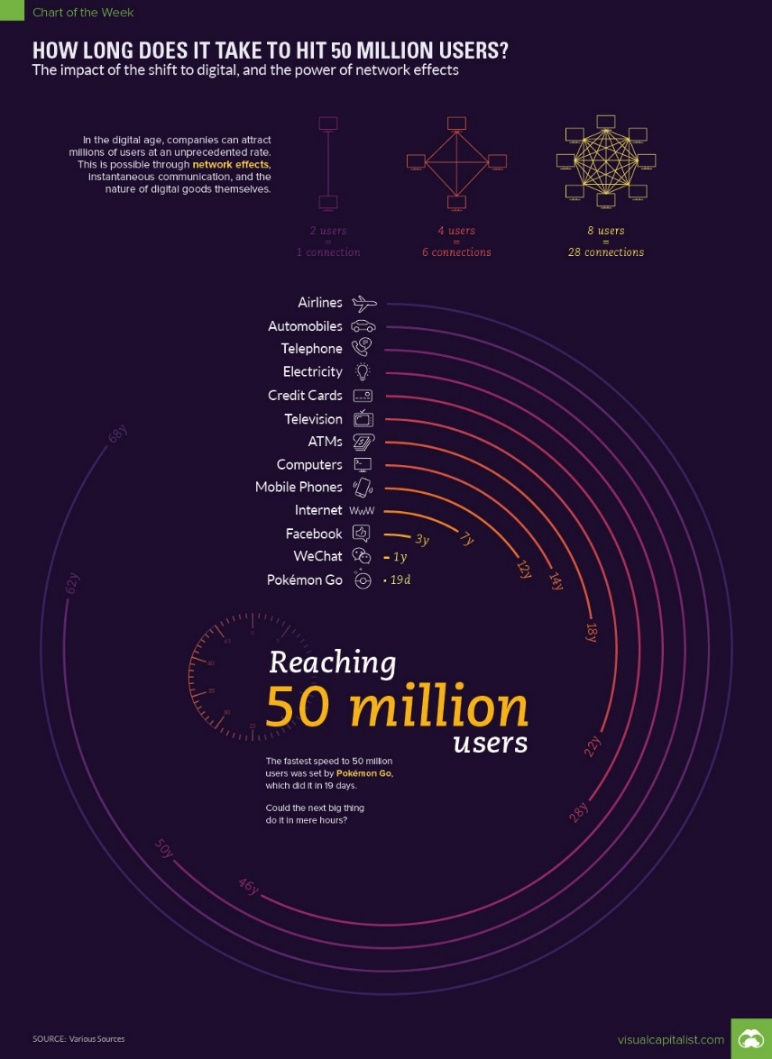 Chart of the Week
HOW LONG DOES IT TAKE TO HIT 50 MILLION USERS?
The impact of the shift to digital, and the power of network effects
In the digital age, companies can attract
millions of users at an unprecedented rate.
This is possible through network effects,
instantaneous communication, and the
nature of digital goods themselves.
2 users
=
1 connection
4 users
=
6 connections
8 users
=
28 connections
Airlines
Automobiles
Telephone
Electricity
Credit Cards
Television
ATMs
Computers
Mobile Phones
Internet WWW
Facebook
WeChat
Pokémon Go
68y
62y
50y
46y
28y
22y
18y
14y
12y
7y
3y
1y
19d
Reaching
50 million
users
The fastest speed to 50 million
users was set by Pokémon Go,
which did it in 19 days.
Could the next big thing
do it in mere hours?
SOURCE: Various Sources
visualcapitalist.com